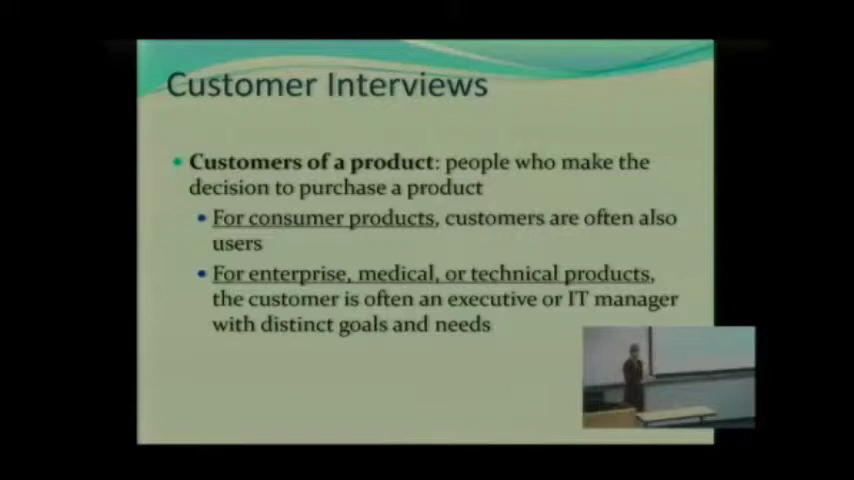 Customer Interviews
Customers of a product: people who make the
decision to purchase a product
For consumer products, customers are often also
users
For enterprise, medical, or technical products,
the customer is often an executive or IT manager
with distinct goals and needs